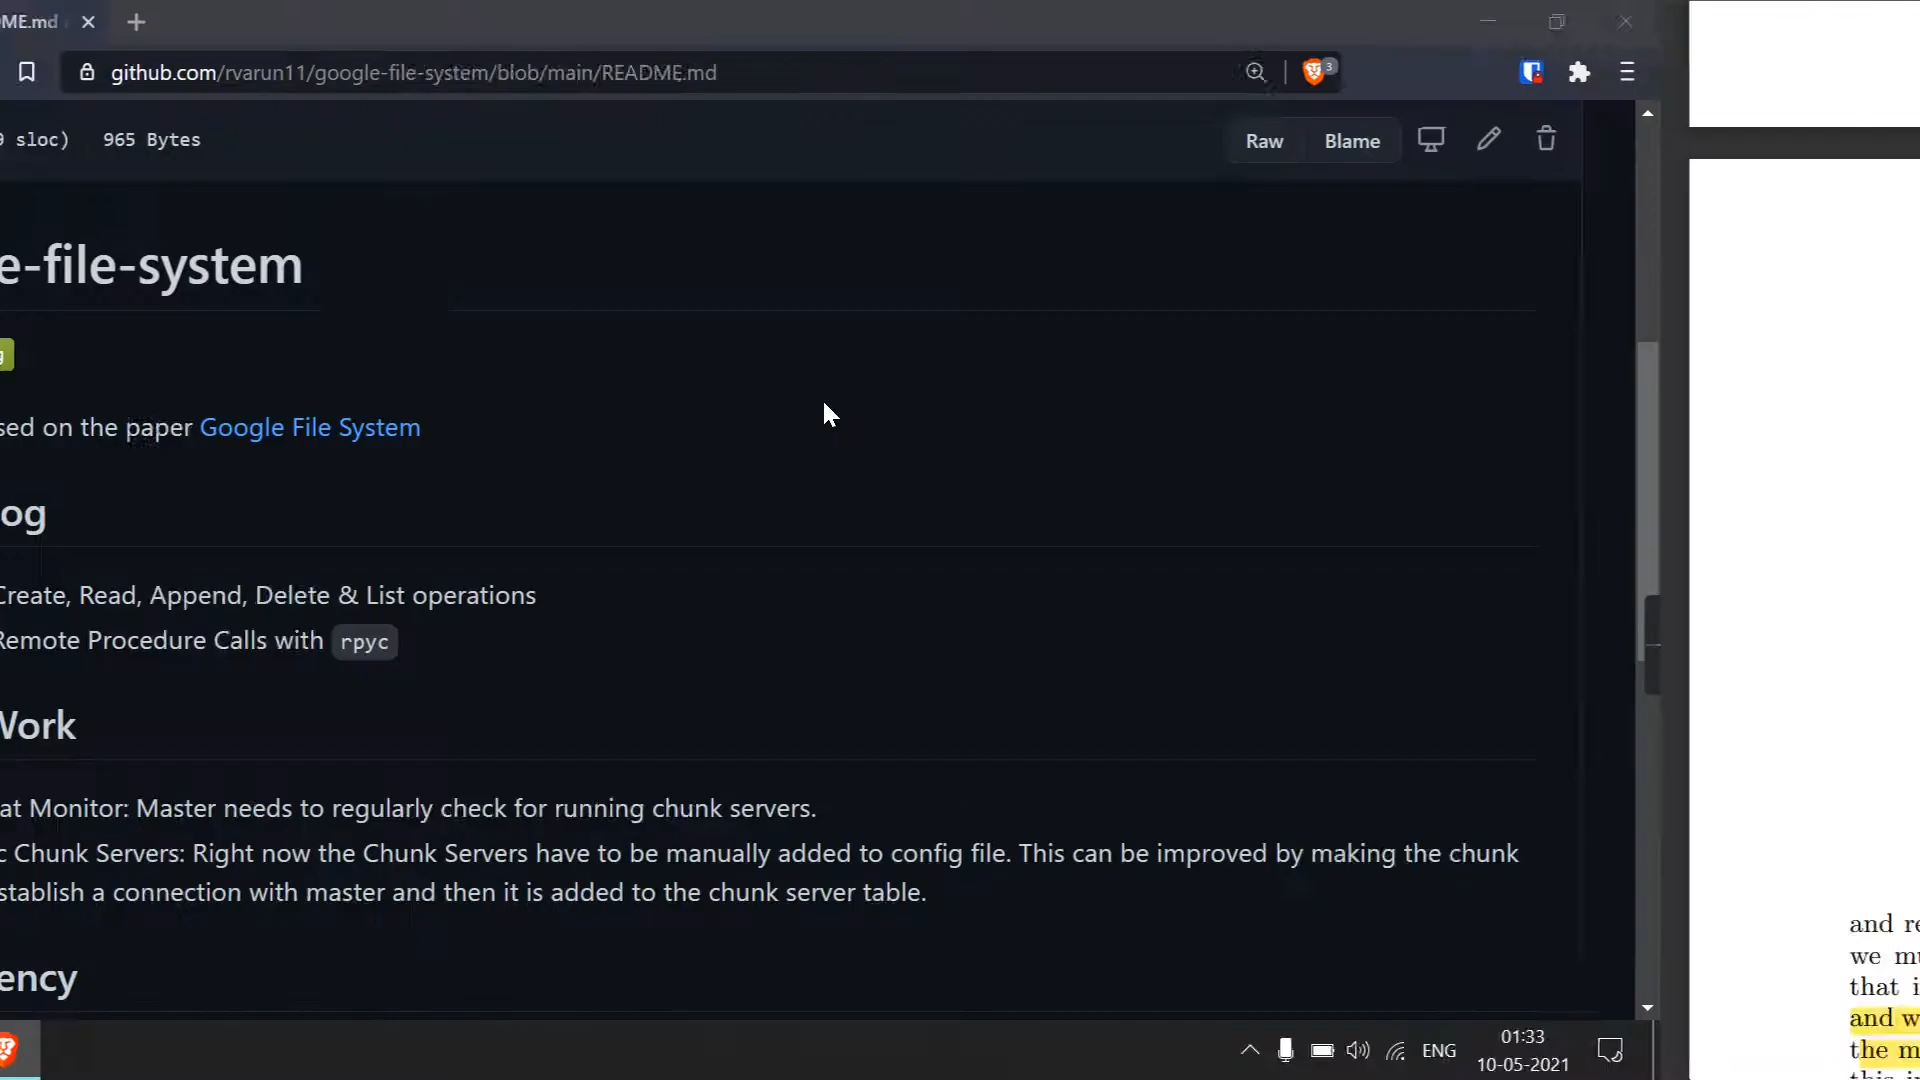 ME.md
github.com/rvarun11/google-file-system/blob/main/README.md
3
sloc) 965 Bytes
Raw Blame
e-file-system
g
sed on the paper Google File System
og
Create, Read, Append, Delete & List operations
Remote Procedure Calls with rpyc
Work
at Monitor: Master needs to regularly check for running chunk servers.
c Chunk Servers: Right now the Chunk Servers have to be manually added to config file. This can be improved by making the chunk
stablish a connection with master and then it is added to the chunk server table.
ency
and re
we mu
that i
and w
the m
ENG
01:33
10-05-2021